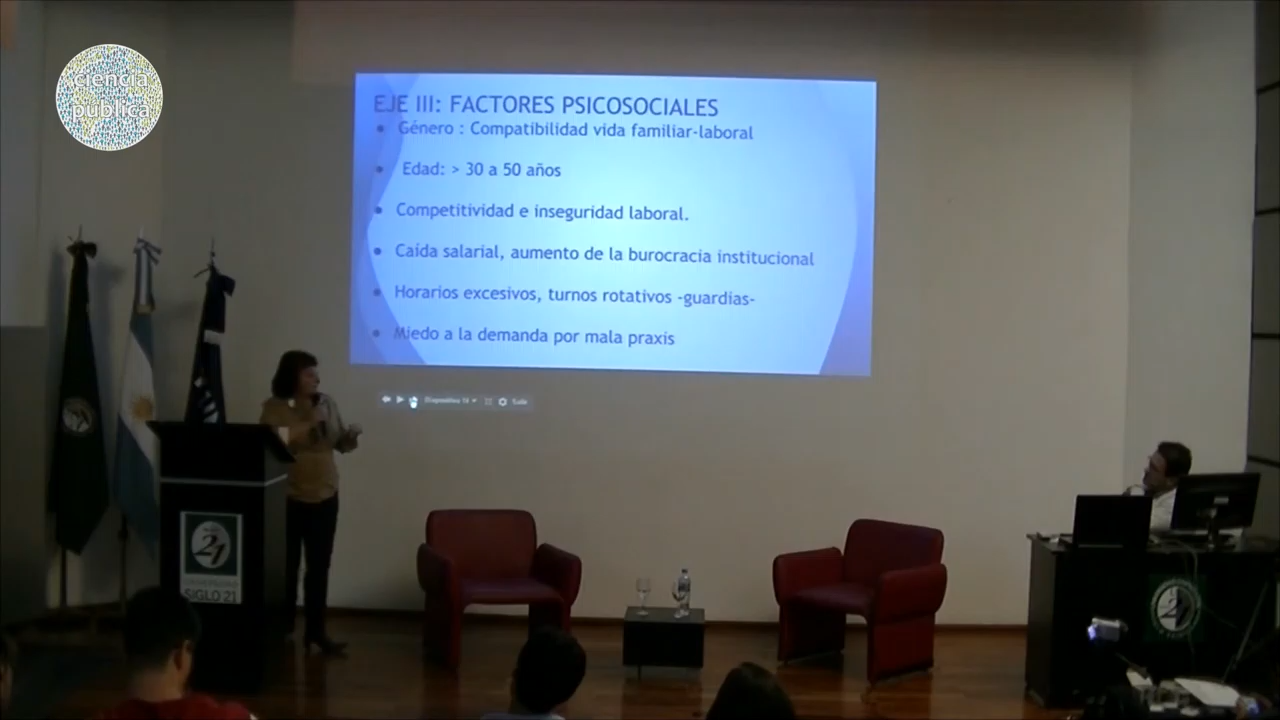 ciencia
pública
EJE III: FACTORES PSICOSOCIALES
• Género : Compatibilidad vida familiar-laboral
• Edad: > 30 a 50 años
• Competitividad e inseguridad laboral.
• Caída salarial, aumento de la burocracia institucional
• Horarios excesivos, turnos rotativos -guardias-
• Miedo a la demanda por mala praxis
21
UNIVERSIDAD
SIGLO 21
21